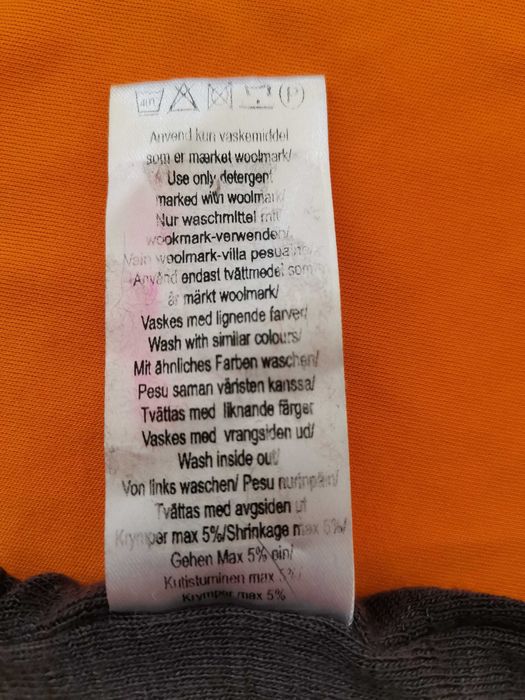 40
P
Anvend kun vaskemiddel
som er mærket woolmark/
Use only detergent
marked with woolmark/
Nur waschmittel mit
wookmark-verwenden/
Vain woolmark-villa
Använd endast tvättmedel som
är märkt woolmark/
Vaskes med lignende farver/
Wash with similar colours/
Mit ähnliches Farben waschen/
Pesu saman väristen kanssa/
Tvättas med liknande färger
Vaskes med vrangsiden ud/
Wash inside out/
Von links waschen/ Pesu nurinpäin/
Tvättas med avgsiden ut
Krymper max 5%/Shrinkage max 5%/
Gehen Max 5% ein/
Kutistuminen max 5%/
Krymper max 5%